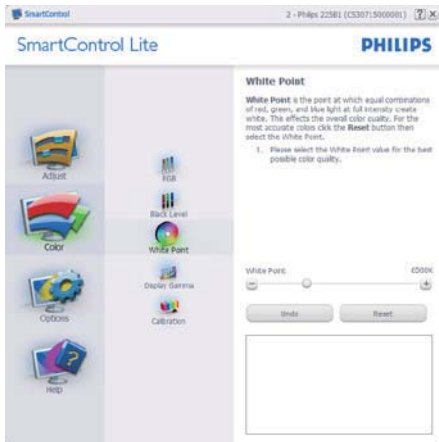 SmartControl
2 - Philips 225B1 (CS30715000001)
SmartControl Lite
PHILIPS
Adjust
Color
Options
Help
RGB
Black Level
White Point
Display Gamma
Calibration
White Point
White Point is the point at which equal combinations
of red, green, and blue light at full intensity create
white. This effects the overall color quality. For the
most accurate colors click the Reset button then
select the White Point.
1. Please select the White Point value for the best
possible color quality.
White Point
6500K
Undo
Reset